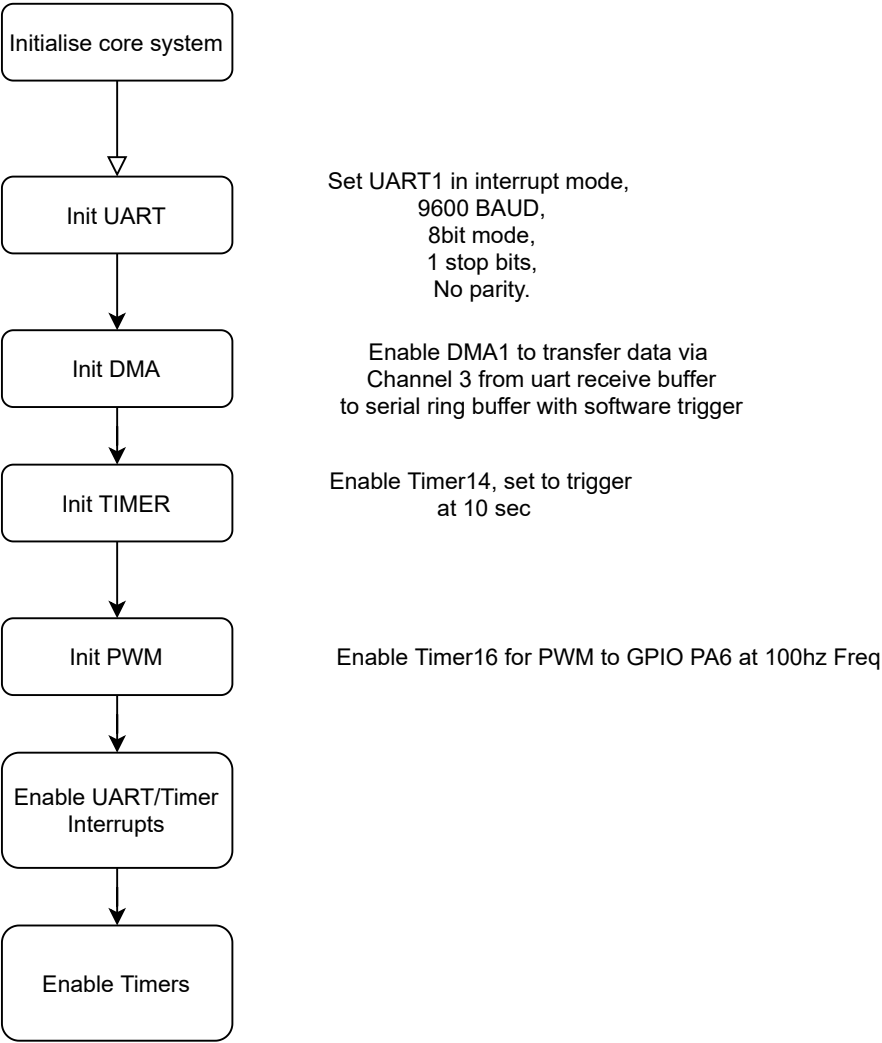 Initialise core system
Init UART
Set UART1 in interrupt mode,
9600 BAUD,
8bit mode,
1 stop bits,
No parity.
Init DMA
Enable DMA1 to transfer data via
Channel 3 from uart receive buffer
to serial ring buffer with software trigger
Init TIMER
Enable Timer14, set to trigger
at 10 sec
Init PWM
Enable Timer16 for PWM to GPIO PA6 at 100hz Freq
Enable UART/Timer
Interrupts
Enable Timers